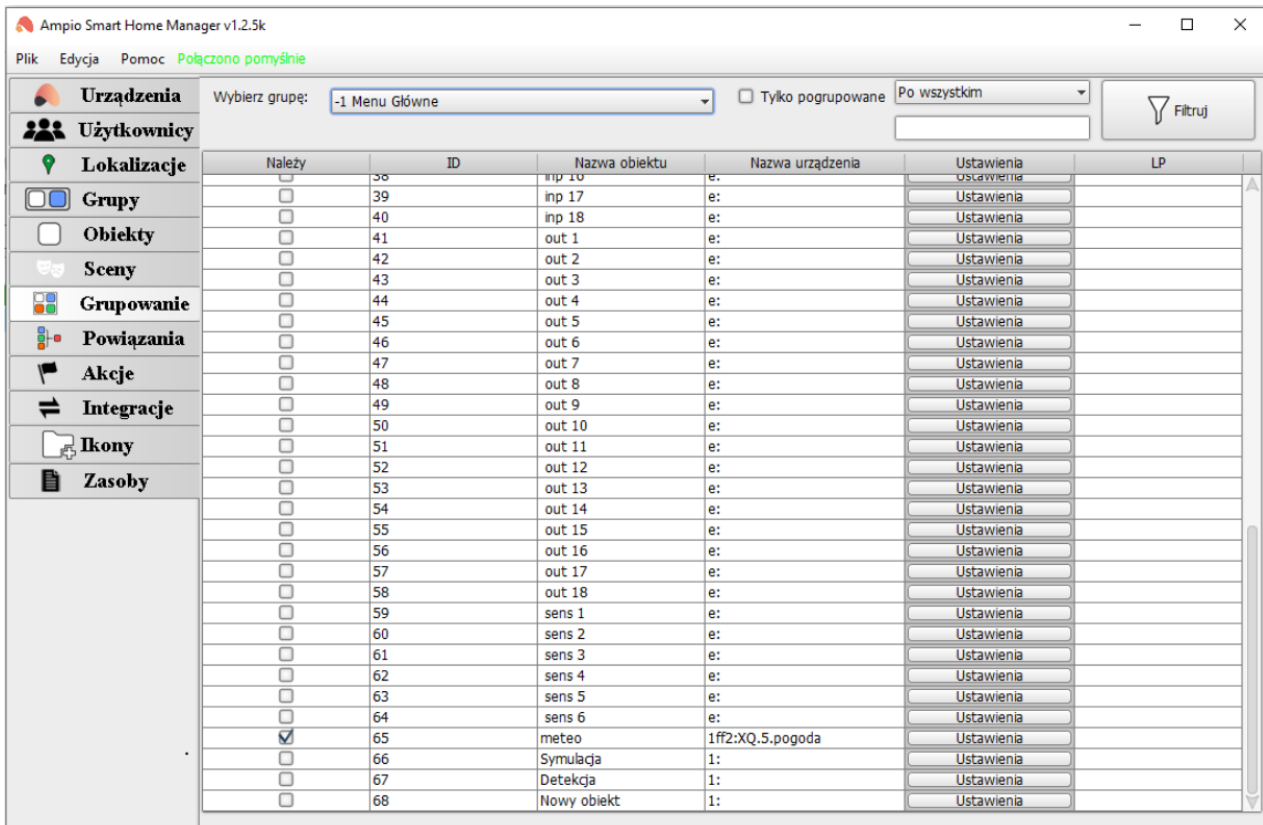 Ampio Smart Home Manager v1.2.5k
Plik Edycja Pomoc Połączono pomyślnie
Urządzenia
Użytkownicy
Lokalizacje
Grupy
Obiekty
Sceny
Grupowanie
Powiązania
Akcje
Integracje
Ikony
Zasoby
Wybierz grupę: -1 Menu Główne Tylko pogrupowane Po wszystkim Filtruj
Należy ID Nazwa obiektu Nazwa urządzenia Ustawienia LP
38 inp 16 e: Ustawienia
39 inp 17 e: Ustawienia
40 inp 18 e: Ustawienia
41 out 1 e: Ustawienia
42 out 2 e: Ustawienia
43 out 3 e: Ustawienia
44 out 4 e: Ustawienia
45 out 5 e: Ustawienia
46 out 6 e: Ustawienia
47 out 7 e: Ustawienia
48 out 8 e: Ustawienia
49 out 9 e: Ustawienia
50 out 10 e: Ustawienia
51 out 11 e: Ustawienia
52 out 12 e: Ustawienia
53 out 13 e: Ustawienia
54 out 14 e: Ustawienia
55 out 15 e: Ustawienia
56 out 16 e: Ustawienia
57 out 17 e: Ustawienia
58 out 18 e: Ustawienia
59 sens 1 e: Ustawienia
60 sens 2 e: Ustawienia
61 sens 3 e: Ustawienia
62 sens 4 e: Ustawienia
63 sens 5 e: Ustawienia
64 sens 6 e: Ustawienia
65 meteo 1ff2:XQ.5.pogoda Ustawienia
66 Symulacja 1: Ustawienia
67 Detekcja 1: Ustawienia
68 Nowy obiekt 1: Ustawienia